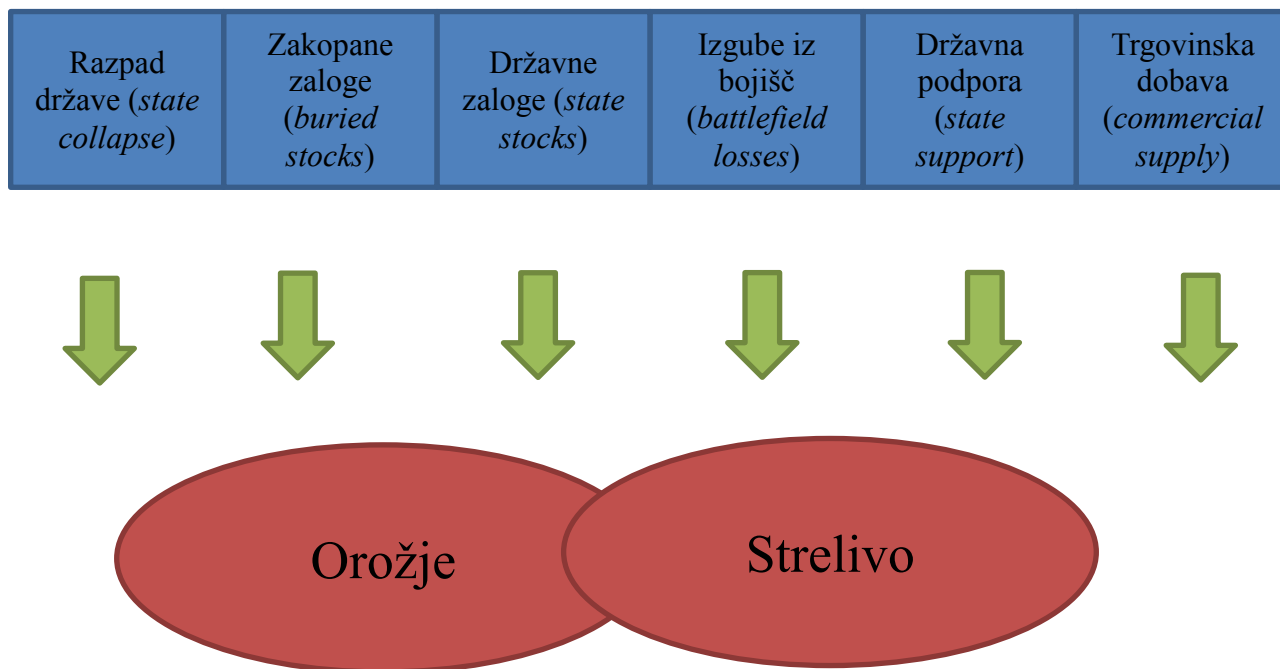 Razpad
države (state
collapse)
Zakopane
zaloge
(buried
stocks)
Državne
zaloge (state
stocks)
Izgube iz
bojišč
(battlefield
losses)
Državna
podpora
(state
support)
Trgovinska
dobava
(commercial
supply)
Orožje
Strelivo